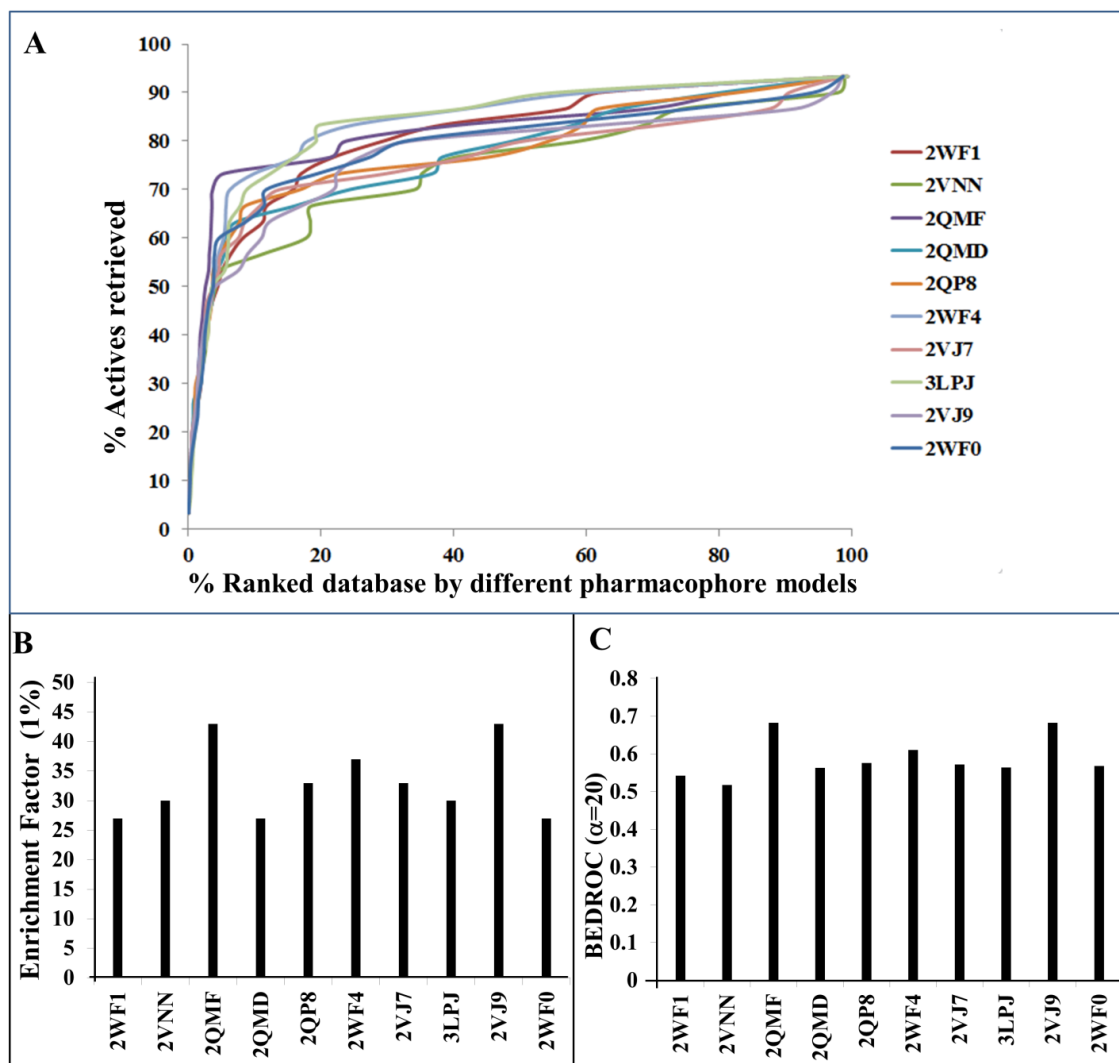 A
100
90
80
70
60
50
40
30
20
10
0
% Actives retrieved
0 20 40 60 80 100
% Ranked database by different pharmacophore models
2WF1
2VNN
2QMF
2QMD
2QP8
2WF4
2VJ7
3LPJ
2VJ9
2WF0
B
50
45
40
35
30
25
20
15
10
5
0
Enrichment Factor (1%)
2WF1 2VNN 2QMF 2QMD 2QP8 2WF4 2VJ7 3LPJ 2VJ9 2WF0
C
0.8
0.7
0.6
0.5
0.4
0.3
0.2
0.1
0
BEDROC (α=20)
2WF1 2VNN 2QMF 2QMD 2QP8 2WF4 2VJ7 3LPJ 2VJ9 2WF0